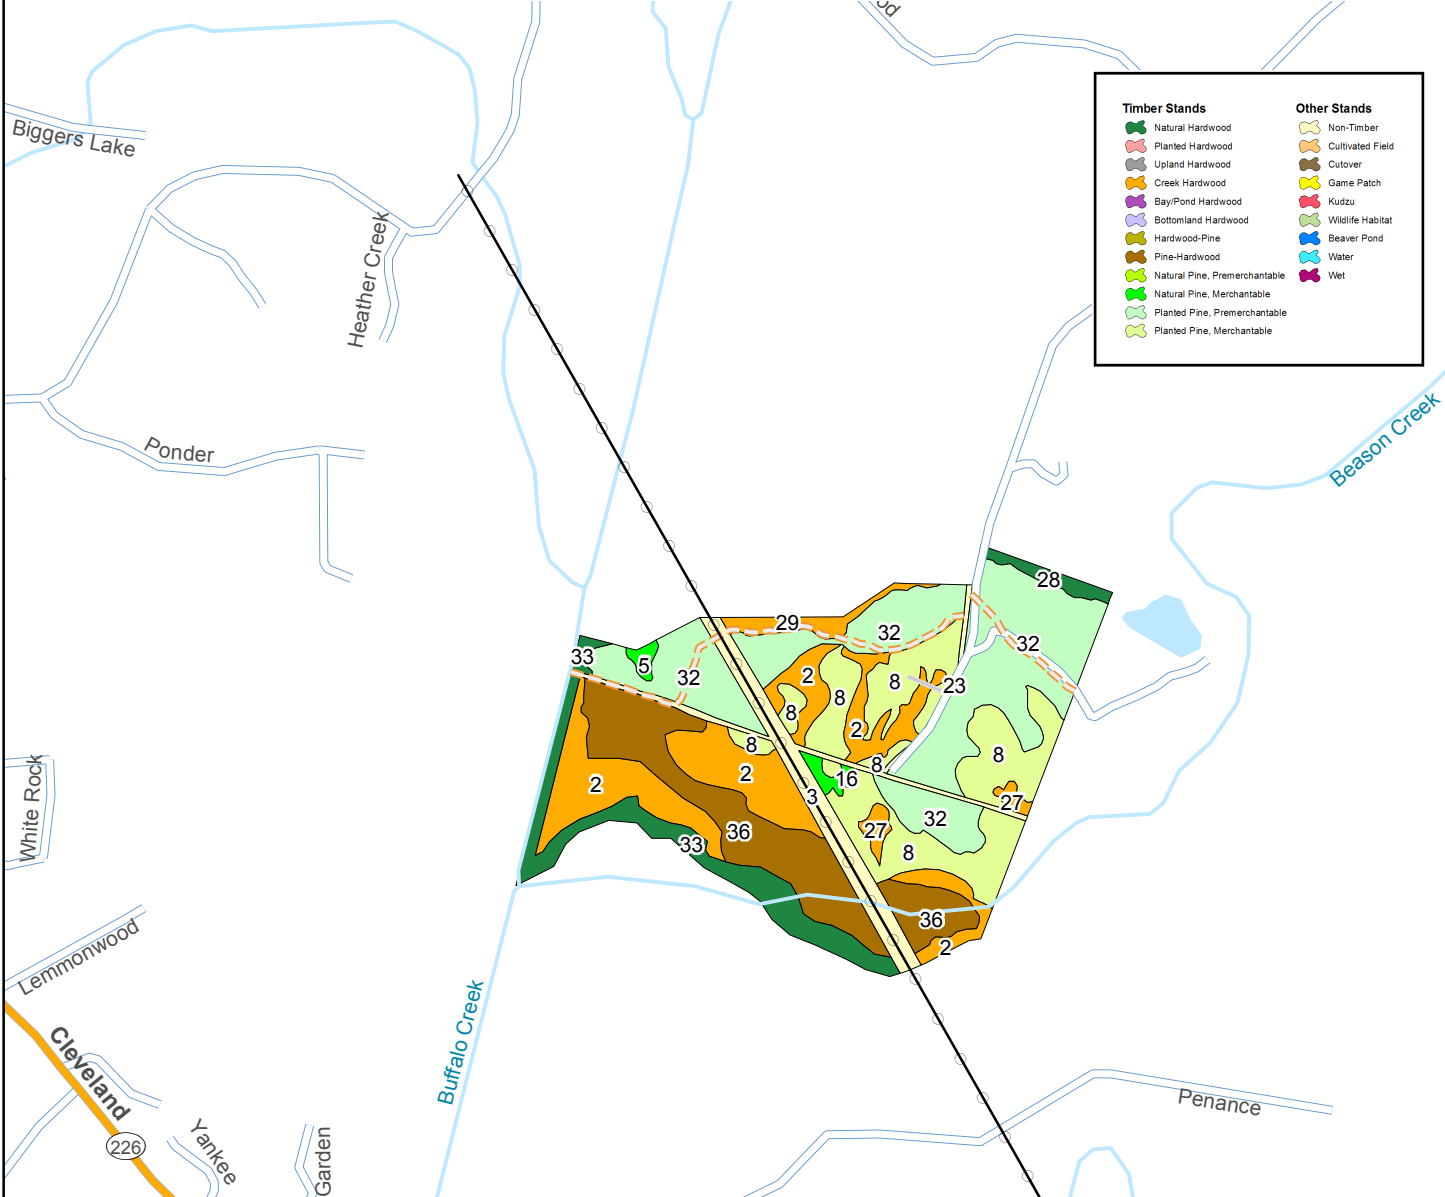 od
Timber Stands
Natural Hardwood
Planted Hardwood
Upland Hardwood
Creek Hardwood
Bay/Pond Hardwood
Bottomland Hardwood
Hardwood-Pine
Pine-Hardwood
Natural Pine, Premerchantable
Natural Pine, Merchantable
Planted Pine, Premerchantable
Planted Pine, Merchantable
Other Stands
Non-Timber
Cultivated Field
Cutover
Game Patch
Kudzu
Wildlife Habitat
Beaver Pond
Water
Wet
Biggers Lake
Heather Creek
Ponder
Beason Creek
28
29
32
32
33
5
32
2
8
8
23
8
2
8
8
8
16
2
2
3
27
32
27
36
33
8
36
2
White Rock
Lemmonwood
Buffalo Creek
Cleveland
226
Yankee
Garden
Penance